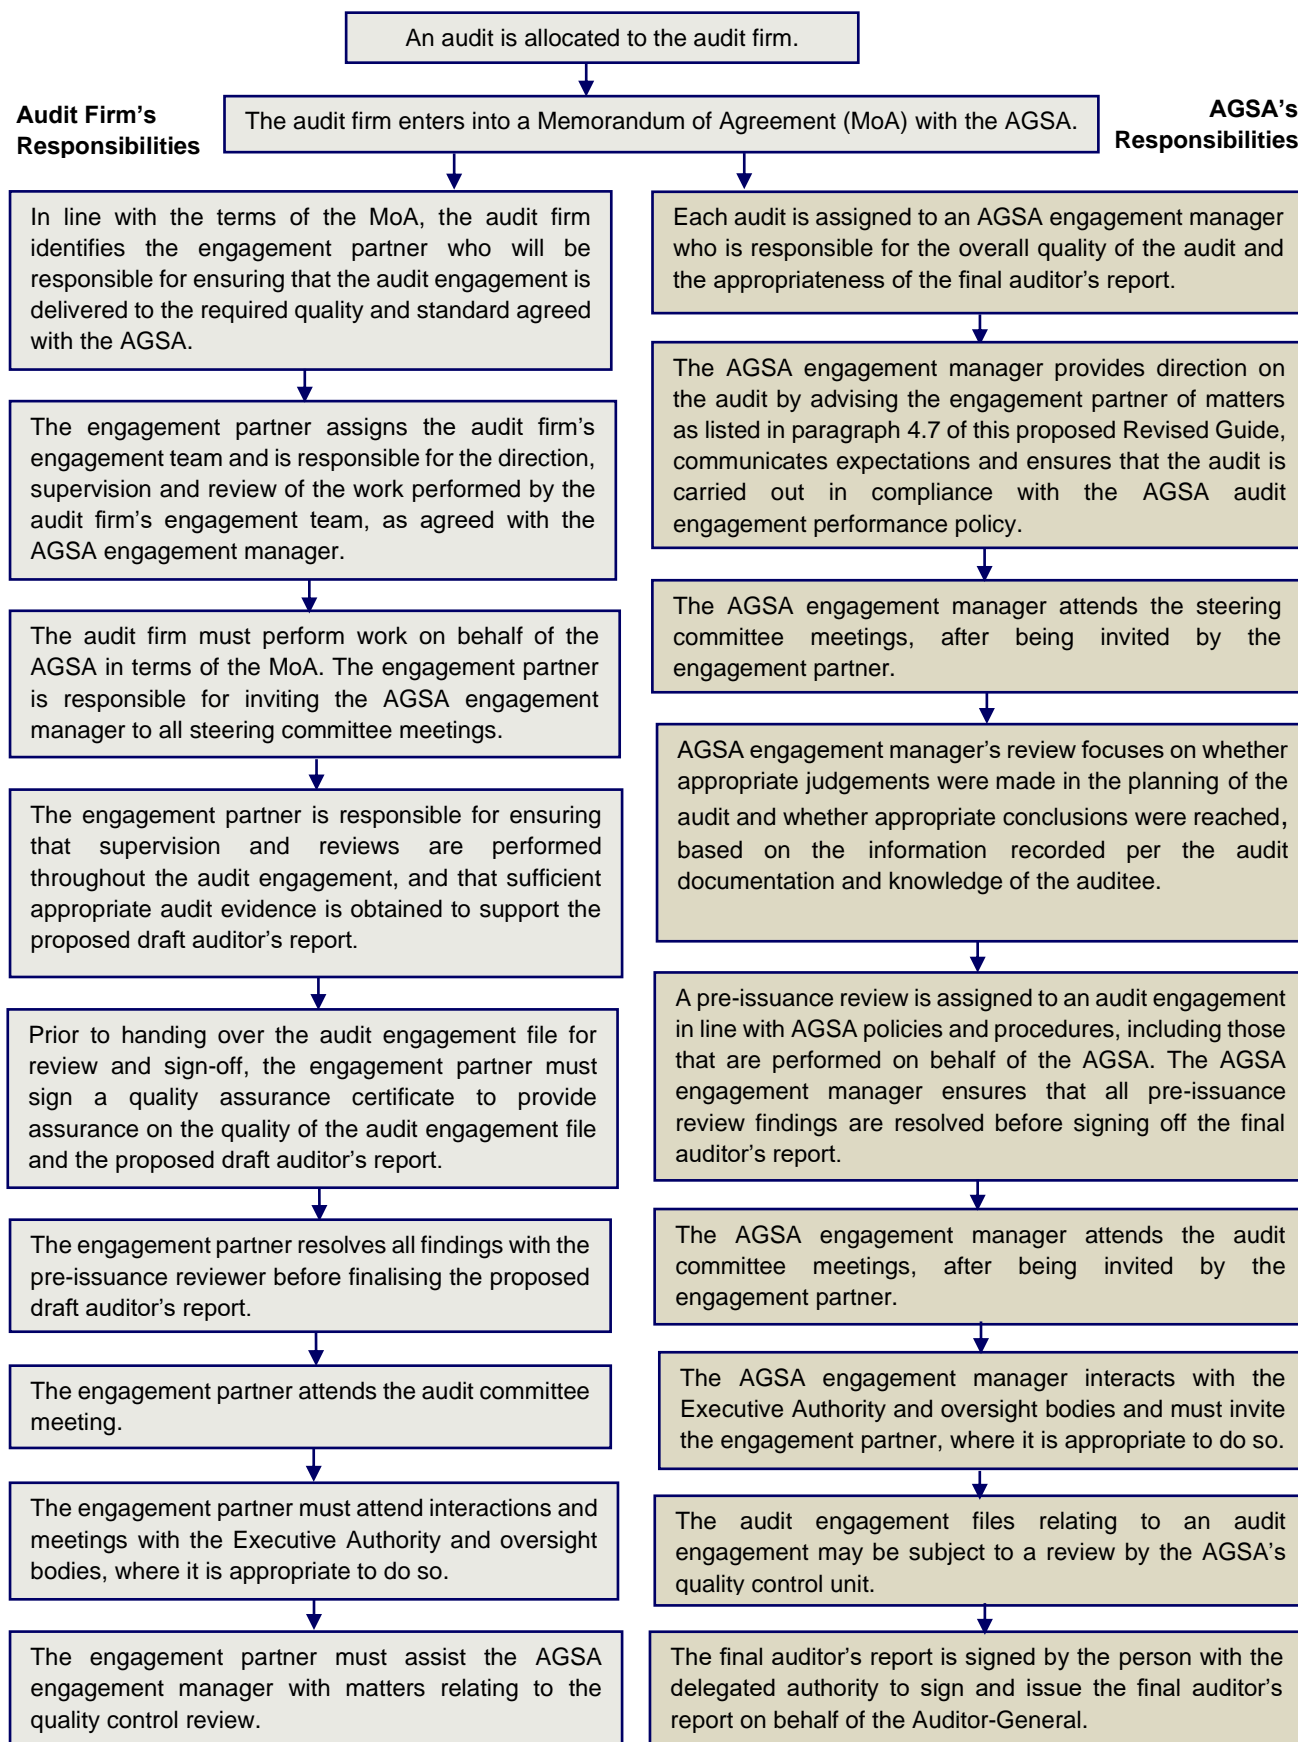 An audit is allocated to the audit firm.
Audit Firm's
Responsibilities
The audit firm enters into a Memorandum of Agreement (MoA) with the AGSA.
AGSA's
Responsibilities
In line with the terms of the MoA, the audit firm
identifies the engagement partner who will be
responsible for ensuring that the audit engagement is
delivered to the required quality and standard agreed
with the AGSA.
The engagement partner assigns the audit firm's
engagement team and is responsible for the direction,
supervision and review of the work performed by the
audit firm's engagement team, as agreed with the
AGSA engagement manager.
The audit firm must perform work on behalf of the
AGSA in terms of the MoA. The engagement partner
is responsible for inviting the AGSA engagement
manager to all steering committee meetings.
The engagement partner is responsible for ensuring
that supervision and reviews are performed
throughout the audit engagement, and that sufficient
appropriate audit evidence is obtained to support the
proposed draft auditor's report.
Prior to handing over the audit engagement file for
review and sign-off, the engagement partner must
sign a quality assurance certificate to provide
assurance on the quality of the audit engagement file
and the proposed draft auditor's report.
The engagement partner resolves all findings with the
pre-issuance reviewer before finalising the proposed
draft auditor's report.
The engagement partner attends the audit committee
meeting.
The engagement partner must attend interactions and
meetings with the Executive Authority and oversight
bodies, where it is appropriate to do so.
The engagement partner must assist the AGSA
engagement manager with matters relating to the
quality control review.
Each audit is assigned to an AGSA engagement manager
who is responsible for the overall quality of the audit and
the appropriateness of the final auditor's report.
The AGSA engagement manager provides direction on
the audit by advising the engagement partner of matters
as listed in paragraph 4.7 of this proposed Revised Guide,
communicates expectations and ensures that the audit is
carried out in compliance with the AGSA audit
engagement performance policy.
The AGSA engagement manager attends the steering
committee meetings, after being invited by the
engagement partner.
AGSA engagement manager's review focuses on whether
appropriate judgements were made in the planning of the
audit and whether appropriate conclusions were reached,
based on the information recorded per the audit
documentation and knowledge of the auditee.
A pre-issuance review is assigned to an audit engagement
in line with AGSA policies and procedures, including those
that are performed on behalf of the AGSA. The AGSA
engagement manager ensures that all pre-issuance
review findings are resolved before signing off the final
auditor's report.
The AGSA engagement manager attends the audit
committee meetings, after being invited by the
engagement partner.
The AGSA engagement manager interacts with the
Executive Authority and oversight bodies and must invite
the engagement partner, where it is appropriate to do so.
The audit engagement files relating to an audit
engagement may be subject to a review by the AGSA's
quality control unit.
The final auditor's report is signed by the person with the
delegated authority to sign and issue the final auditor's
report on behalf of the Auditor-General.